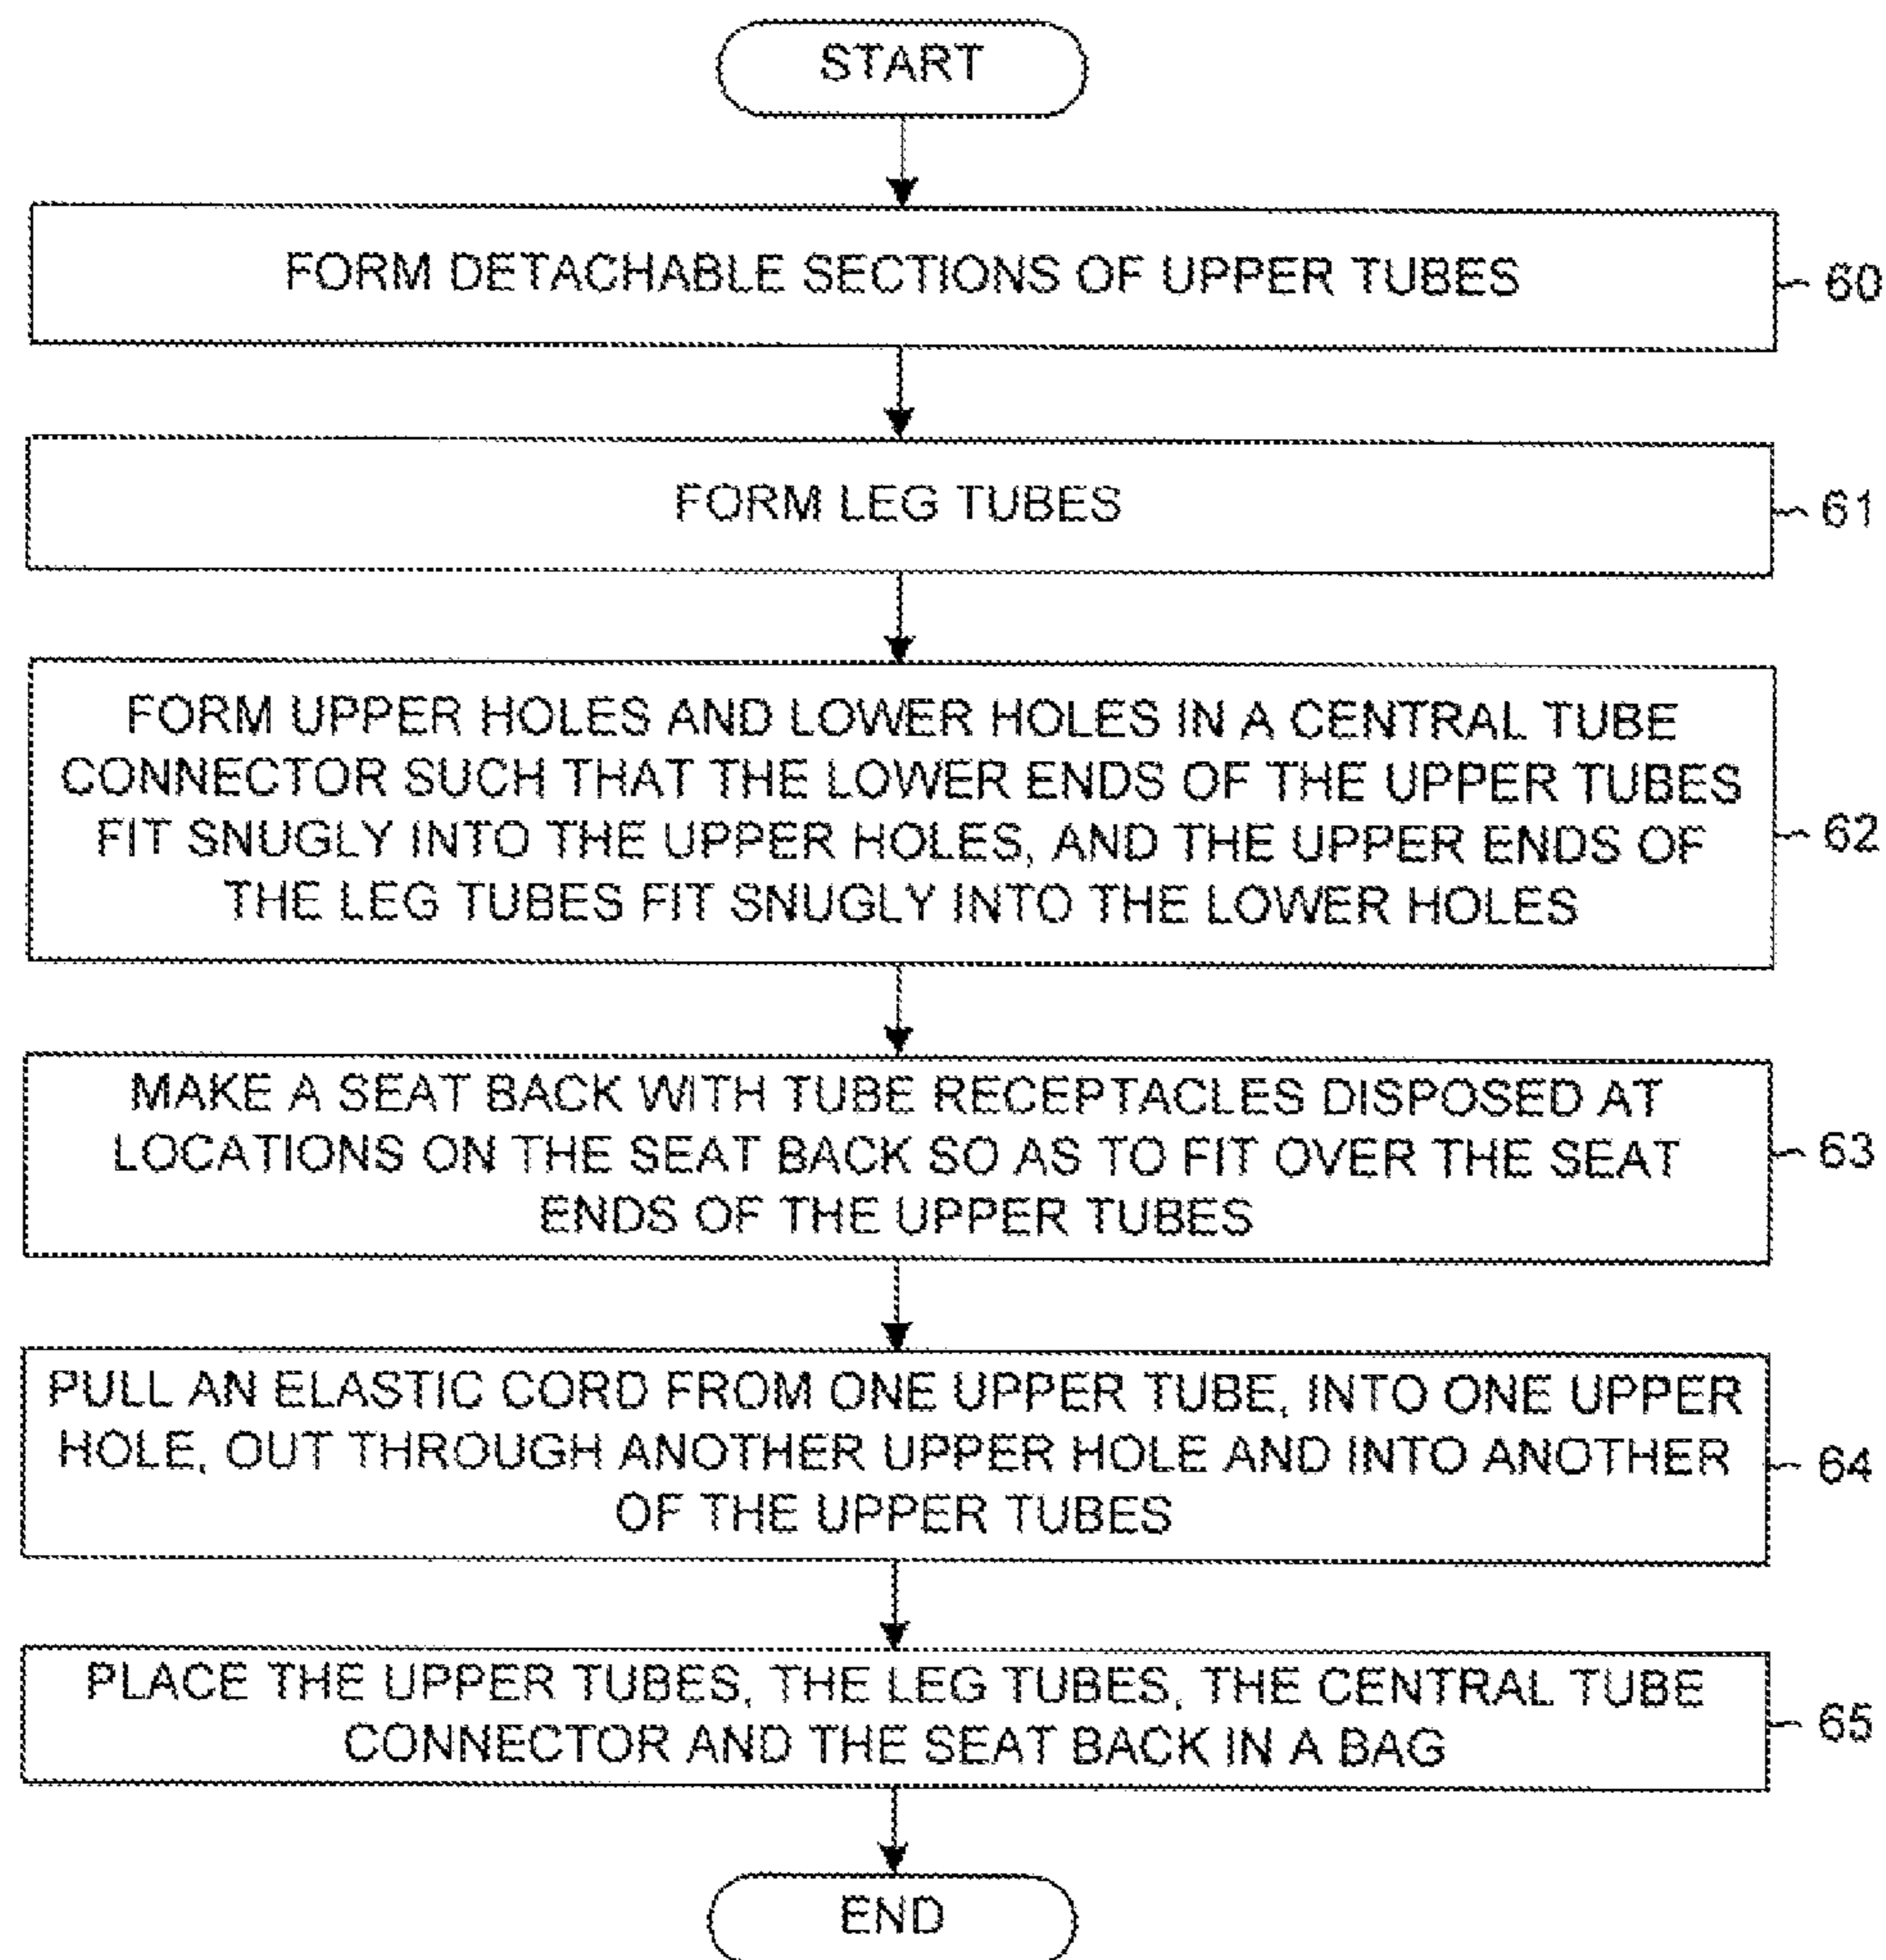 START
FORM DETACHABLE SECTIONS OF UPPER TUBES
60
FORM LEG TUBES
61
FORM UPPER HOLES AND LOWER HOLES IN A CENTRAL TUBE
CONNECTOR SUCH THAT THE LOWER ENDS OF THE UPPER TUBES
FIT SNUGLY INTO THE UPPER HOLES, AND THE UPPER ENDS OF
THE LEG TUBES FIT SNUGLY INTO THE LOWER HOLES
62
MAKE A SEAT BACK WITH TUBE RECEPTACLES DISPOSED AT
LOCATIONS ON THE SEAT BACK SO AS TO FIT OVER THE SEAT
ENDS OF THE UPPER TUBES
63
PULL AN ELASTIC CORD FROM ONE UPPER TUBE, INTO ONE UPPER
HOLE, OUT THROUGH ANOTHER UPPER HOLE AND INTO ANOTHER
OF THE UPPER TUBES
64
PLACE THE UPPER TUBES, THE LEG TUBES, THE CENTRAL TUBE
CONNECTOR AND THE SEAT BACK IN A BAG
65
END